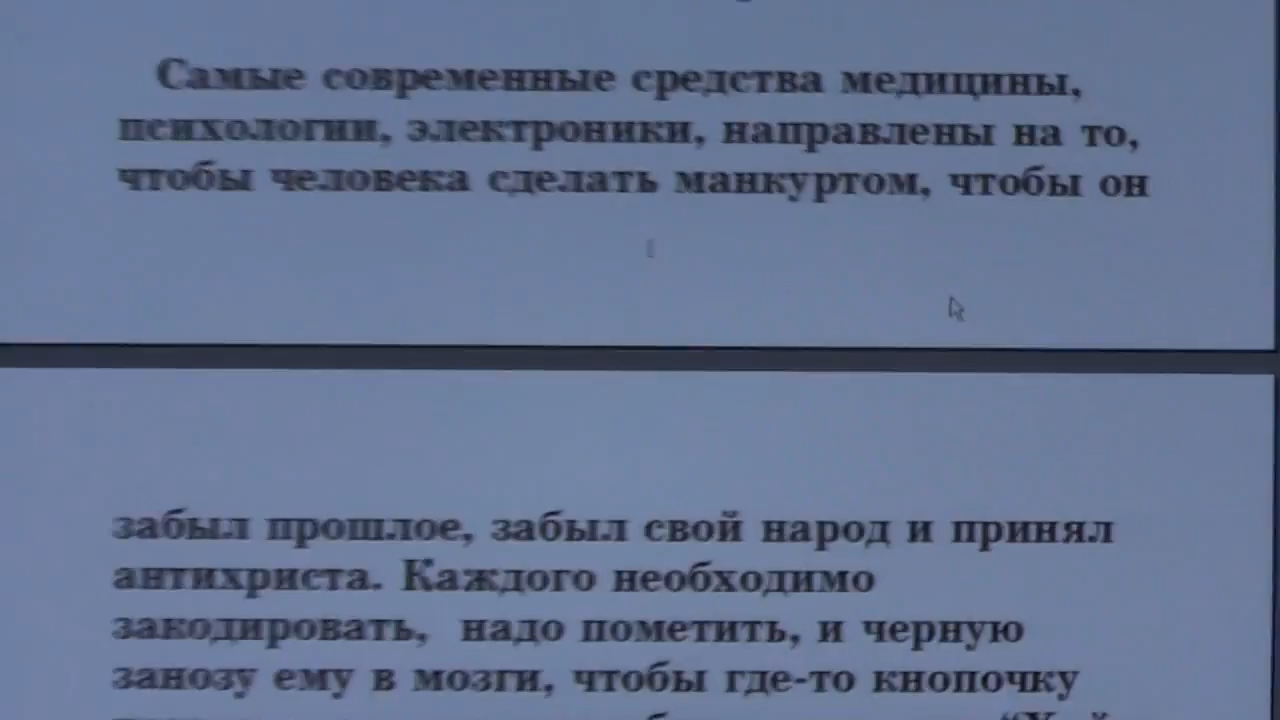 Самые современные средства медицины,
психологии, электроники, направлены на то,
чтобы человека сделать манкуртом, чтобы он
забыл прошлое, забыл свой народ и принял
антихриста. Каждого необходимо
закодировать, надо пометить, и черную
занозу ему в мозги, чтобы где-то кнопочку